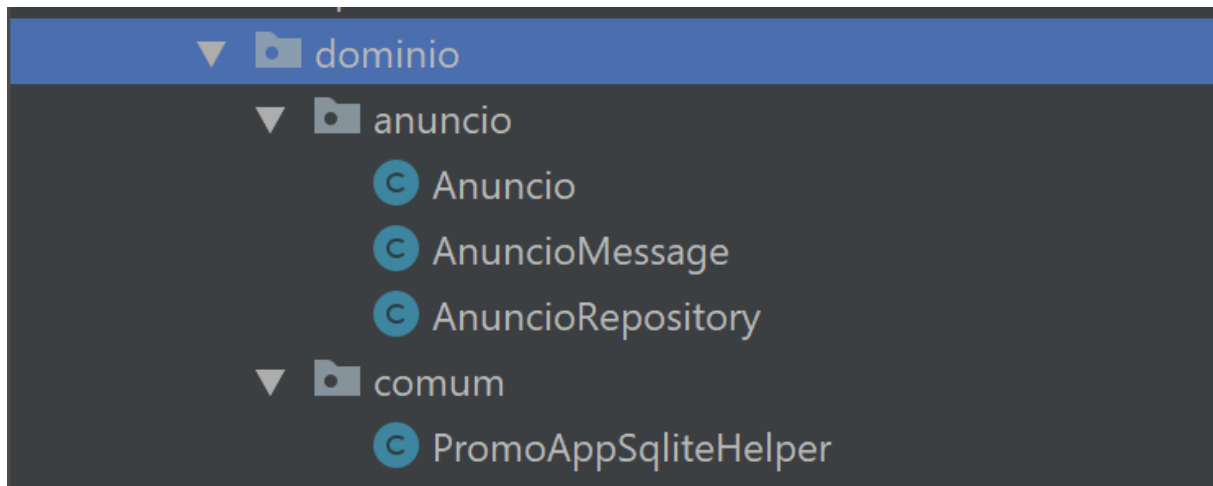 dominio
anuncio
C Anuncio
C AnuncioMessage
C AnuncioRepository
comum
C PromoAppSqliteHelper